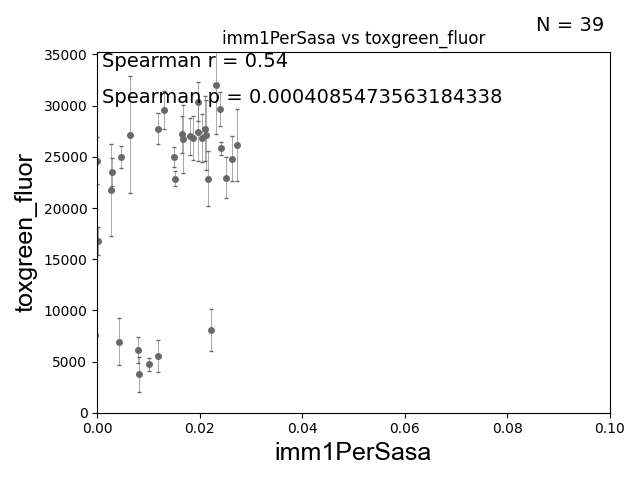 N = 39
imm1PerSasa vs toxgreen_fluor
Spearman r = 0.54
Spearman p = 0.0004085473563184338
35000
30000
25000
20000
15000
10000
5000
0
toxgreen_fluor
0.00 0.02 0.04 0.06 0.08 0.10
imm1PerSasa